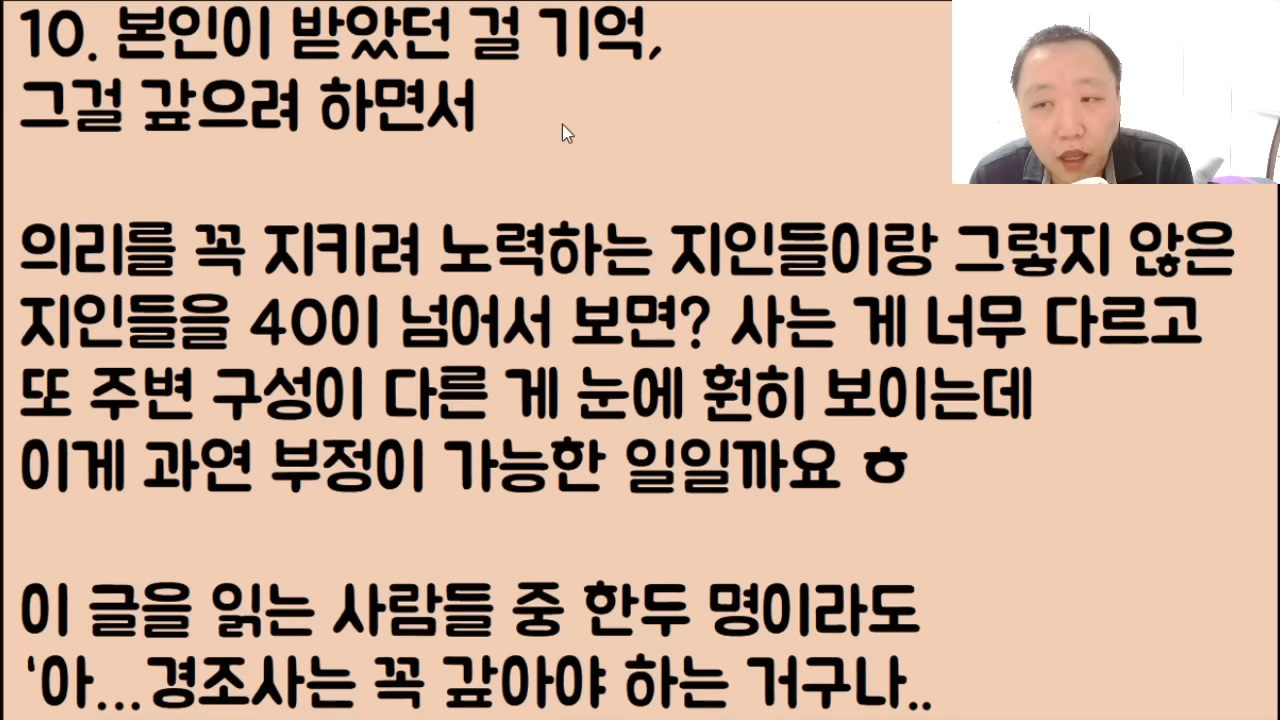 10. 본인이 받았던 걸 기억,
그걸 갚으려 하면서
의리를 꼭 지키려 노력하는 지인들이랑 그렇지 않은
지인들을 40이 넘어서 보면? 사는 게 너무 다르고
또 주변 구성이 다른 게 눈에 훤히 보이는데
이게 과연 부정이 가능한 일일까요 ㅎ
이 글을 읽는 사람들 중 한두 명이라도
'아...경조사는 꼭 갚아야 하는 거구나..